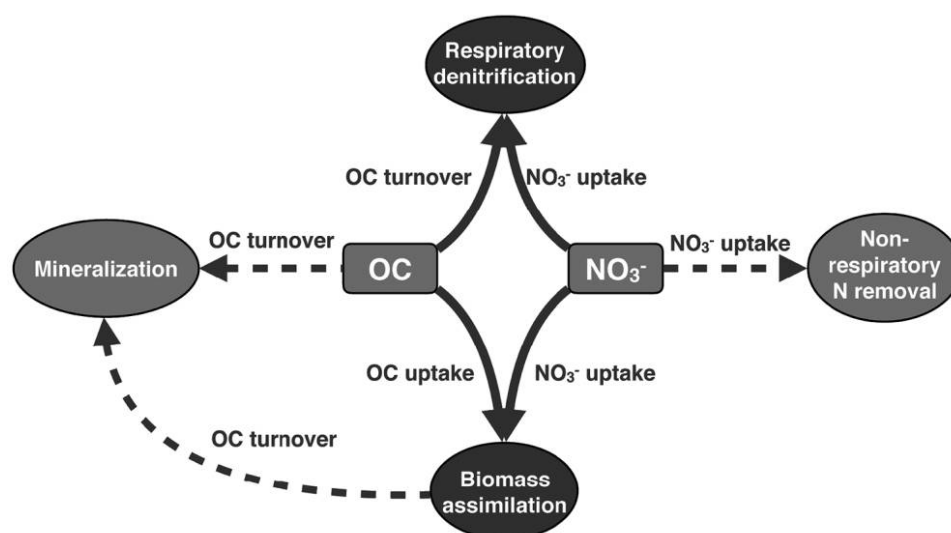 Respiratory
denitrification
OC turnover
NO₃⁻ uptake
OC turnover
NO₃⁻ uptake
Mineralization
OC
NO₃⁻
Non-
respiratory
N removal
OC uptake
NO₃⁻ uptake
OC turnover
Biomass
assimilation